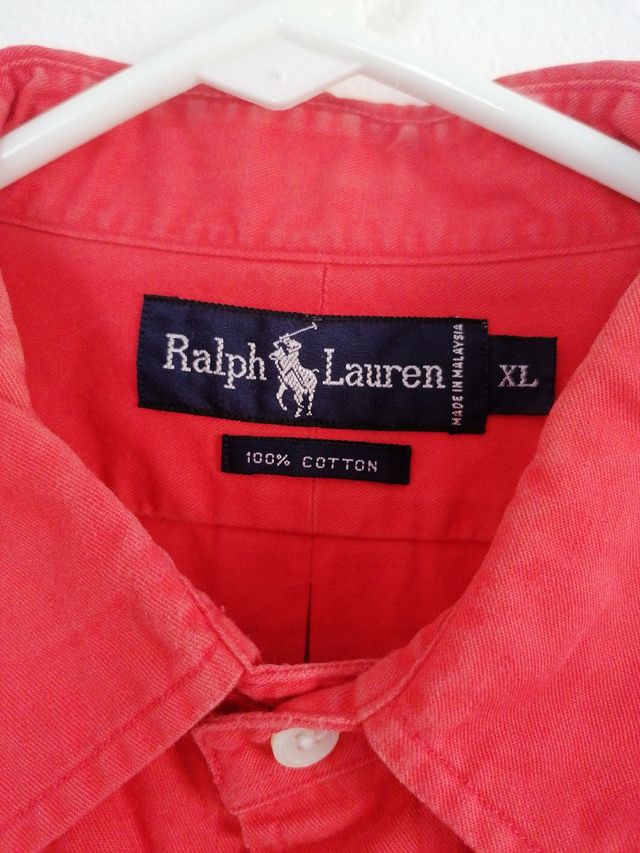 Ralph Lauren
MADE IN MALAYSIA
XL
100% COTTON